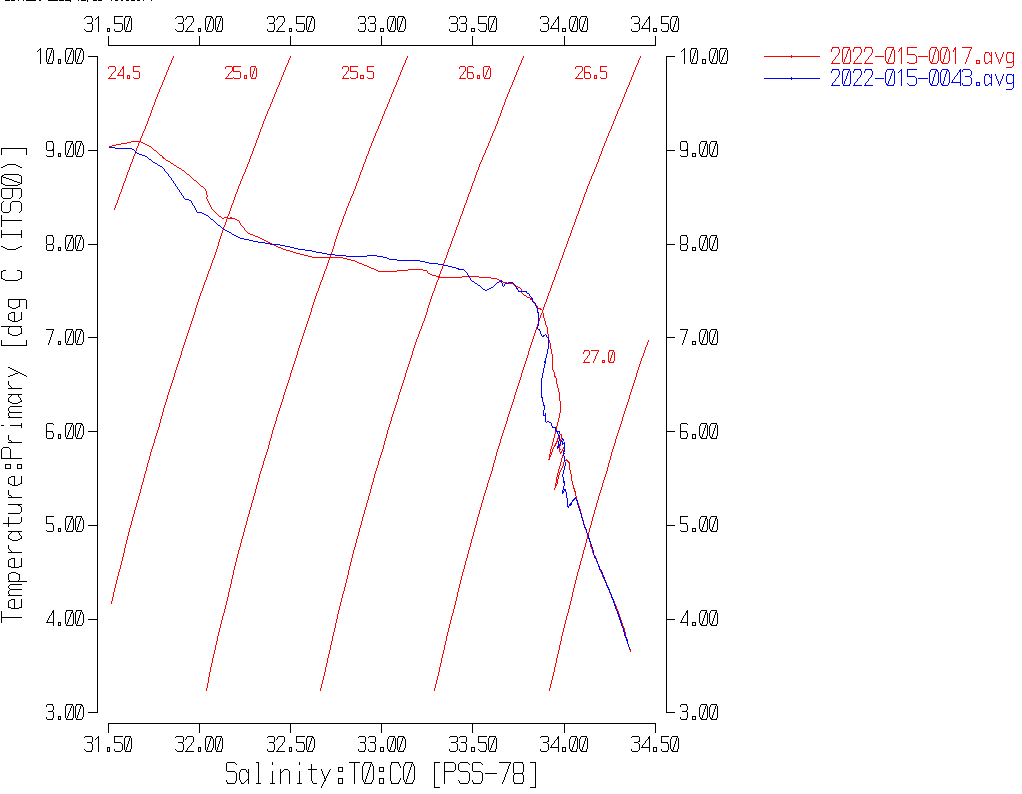 31.50 32.00 32.50 33.00 33.50 34.00 34.50
2022-015-0017.avg
2022-015-0043.avg
10.00 10.00
24.5 25.0 25.5 26.0 26.5
9.00 9.00
8.00 8.00
7.00 7.00
27.0
6.00 6.00
5.00 5.00
4.00 4.00
3.00 3.00
Temperature:Primary [deg C (ITS90)]
31.50 32.00 32.50 33.00 33.50 34.00 34.50
Salinity:T0:C0 [PSS-78]